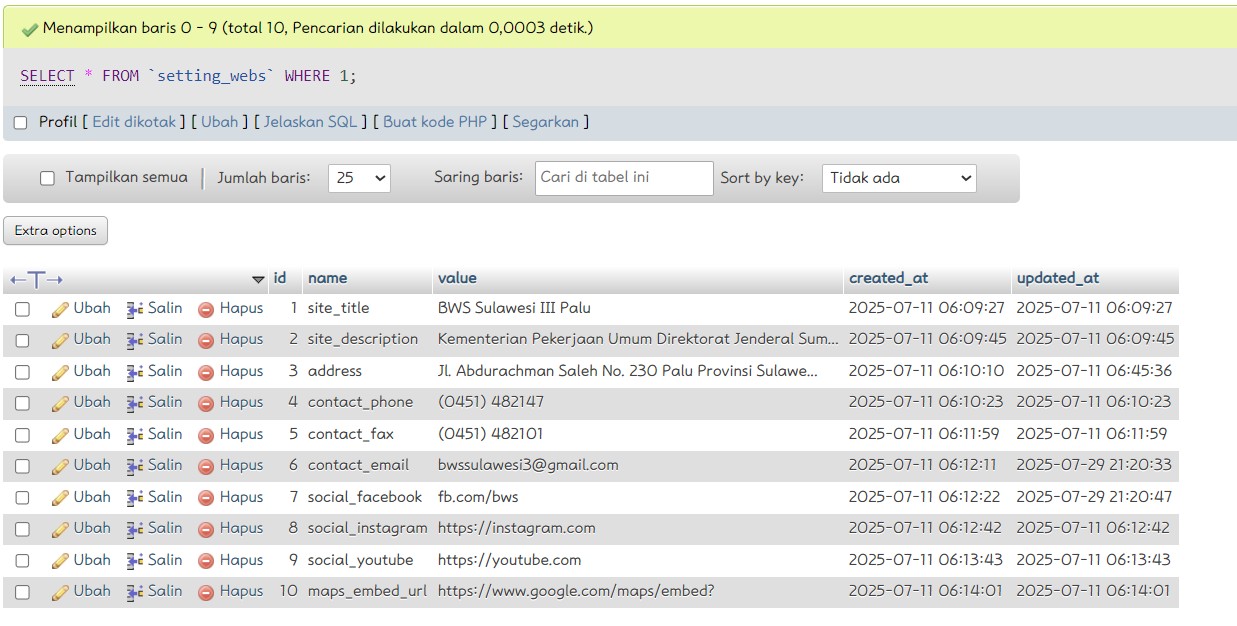 Menampilkan baris 0 - 9 (total 10, Pencarian dilakukan dalam 0,0003 detik.)
SELECT * FROM `setting_webs` WHERE 1;
Profil [ Edit dikotak ] [ Ubah ] [ Jelaskan SQL ] [ Buat kode PHP ] [ Segarkan ]
Tampilkan semua Jumlah baris: 25 Saring baris: Cari di tabel ini Sort by key: Tidak ada
Extra options
←T→ id name value created_at updated_at
Ubah Salin Hapus 1 site_title BWS Sulawesi III Palu 2025-07-11 06:09:27 2025-07-11 06:09:27
Ubah Salin Hapus 2 site_description Kementerian Pekerjaan Umum Direktorat Jenderal Sum... 2025-07-11 06:09:45 2025-07-11 06:09:45
Ubah Salin Hapus 3 address Jl. Abdurachman Saleh No. 230 Palu Provinsi Sulawe... 2025-07-11 06:10:10 2025-07-11 06:45:36
Ubah Salin Hapus 4 contact_phone (0451) 482147 2025-07-11 06:10:23 2025-07-11 06:10:23
Ubah Salin Hapus 5 contact_fax (0451) 482101 2025-07-11 06:11:59 2025-07-11 06:11:59
Ubah Salin Hapus 6 contact_email bwssulawesi3@gmail.com 2025-07-11 06:12:11 2025-07-29 21:20:33
Ubah Salin Hapus 7 social_facebook fb.com/bws 2025-07-11 06:12:22 2025-07-29 21:20:47
Ubah Salin Hapus 8 social_instagram https://instagram.com 2025-07-11 06:12:42 2025-07-11 06:12:42
Ubah Salin Hapus 9 social_youtube https://youtube.com 2025-07-11 06:13:43 2025-07-11 06:13:43
Ubah Salin Hapus 10 maps_embed_url https://www.google.com/maps/embed? 2025-07-11 06:14:01 2025-07-11 06:14:01